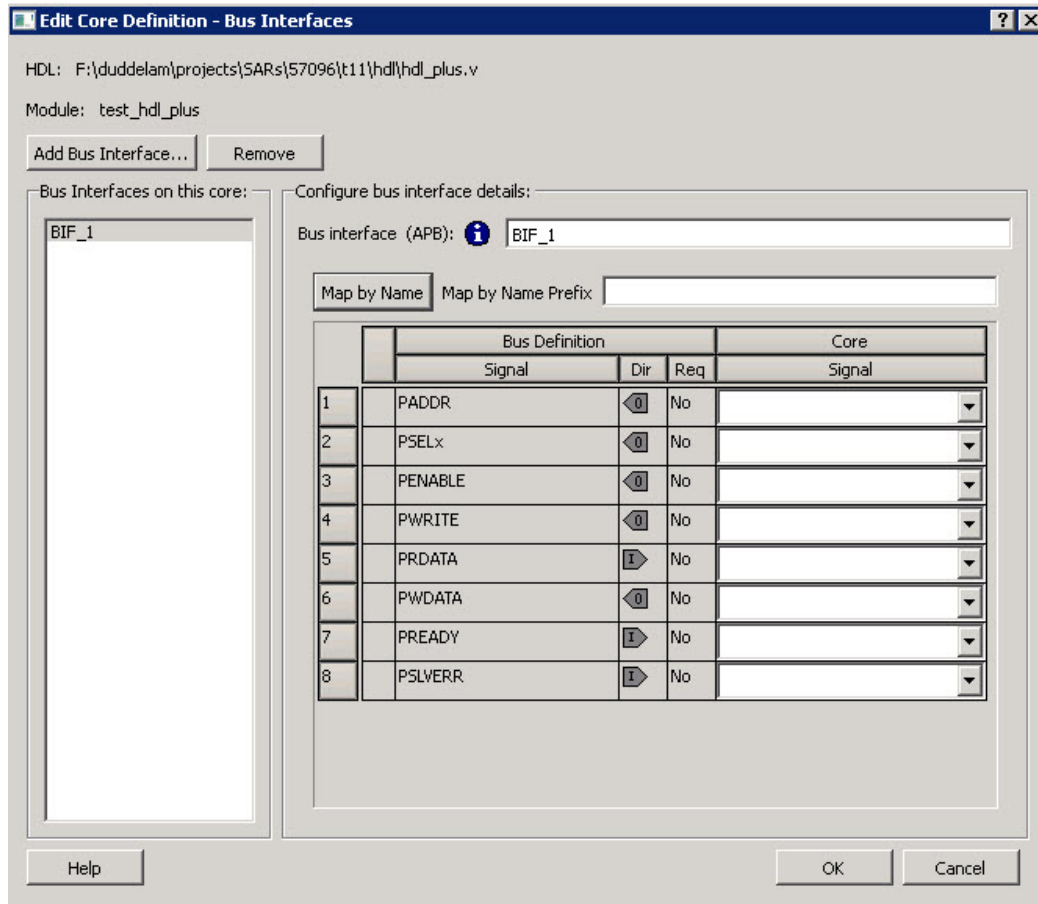 Edit Core Definition - Bus Interfaces
HDL: F:\duddelam\projects\SARs\57096\t11\hdl\hdl_plus.v
Module: test_hdl_plus
Add Bus Interface... Remove
Bus Interfaces on this core:
BIF_1
Configure bus interface details:
Bus interface (APB): i BIF_1
Map by Name Map by Name Prefix
Bus Definition Core
Signal Dir Req Signal
1 PADDR O No
2 PSELx O No
3 PENABLE O No
4 PWRITE O No
5 PRDATA I No
6 PWDATA O No
7 PREADY I No
8 PSLVERR I No
Help OK Cancel